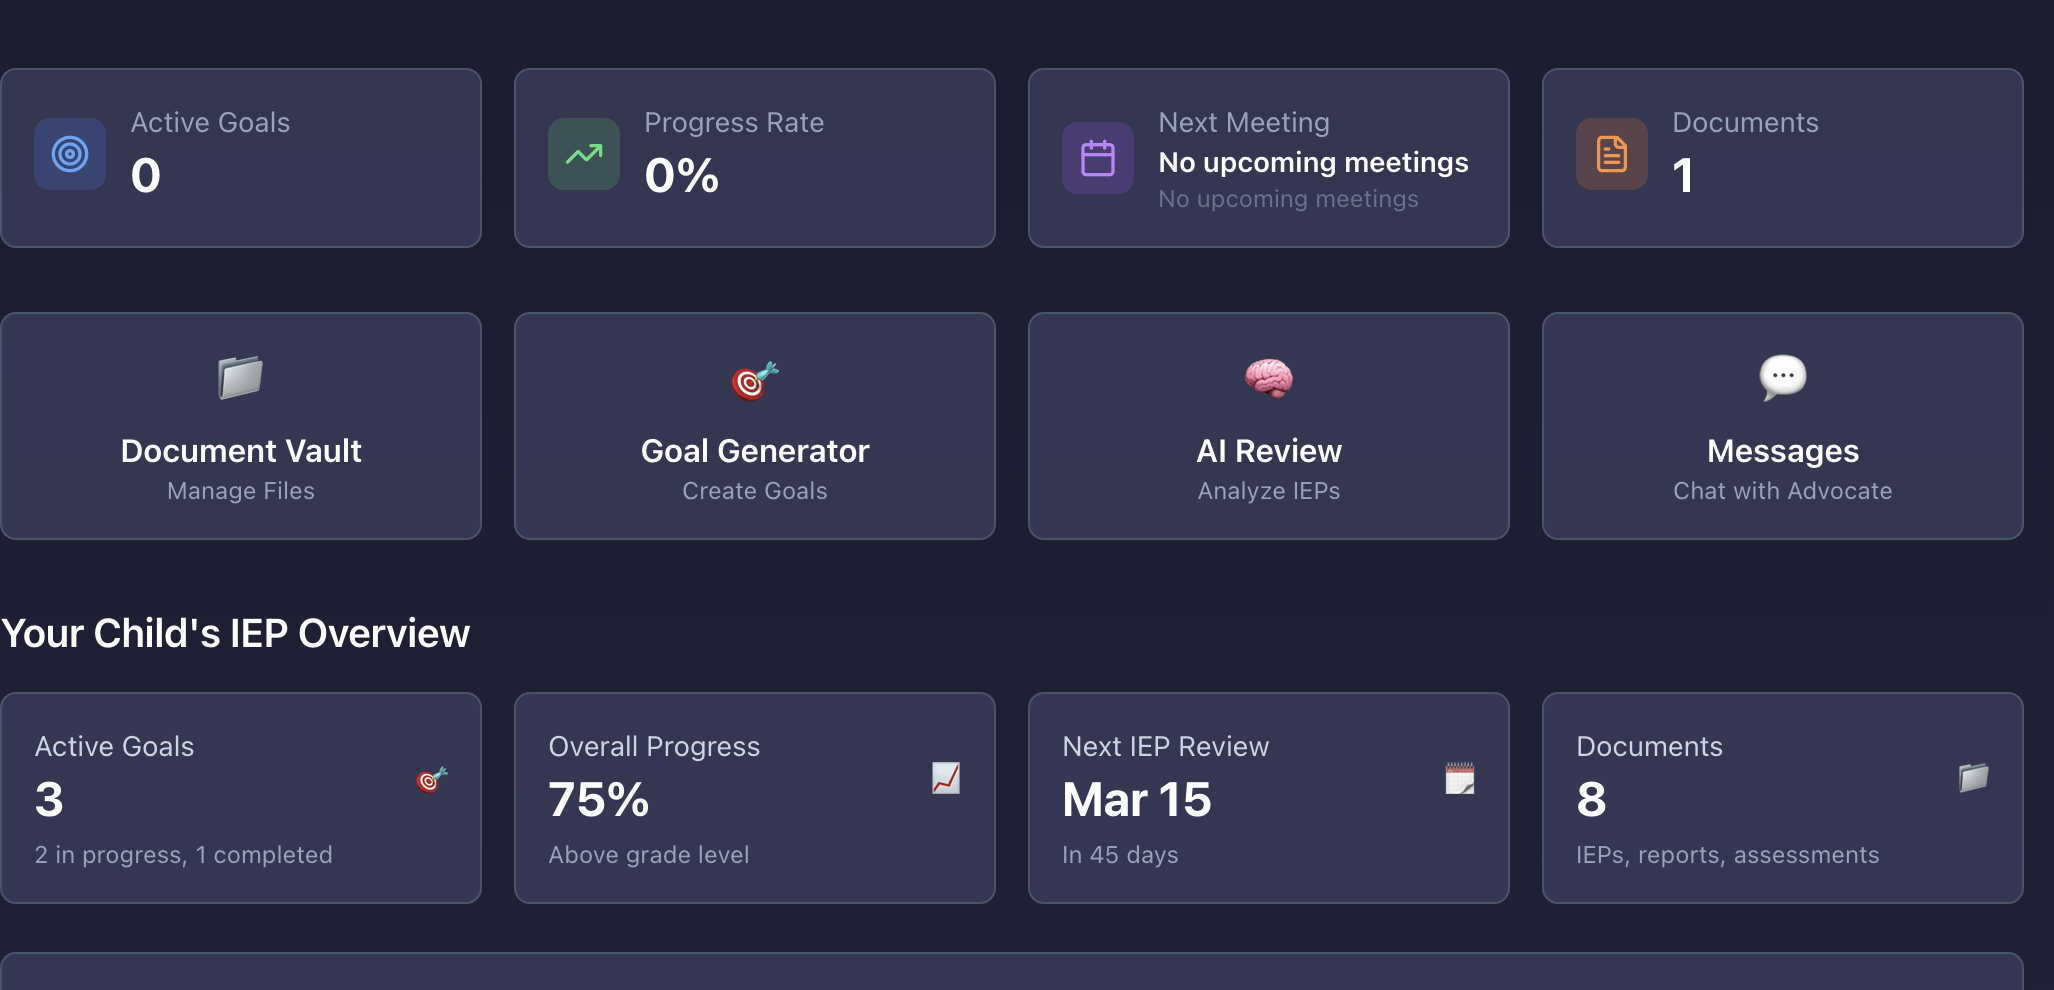 Active Goals
0
Progress Rate
0%
Next Meeting
No upcoming meetings
No upcoming meetings
Documents
1
Document Vault
Manage Files
Goal Generator
Create Goals
AI Review
Analyze IEPs
Messages
Chat with Advocate
Your Child's IEP Overview
Active Goals
3
2 in progress, 1 completed
Overall Progress
75%
Above grade level
Next IEP Review
Mar 15
In 45 days
Documents
8
IEPs, reports, assessments